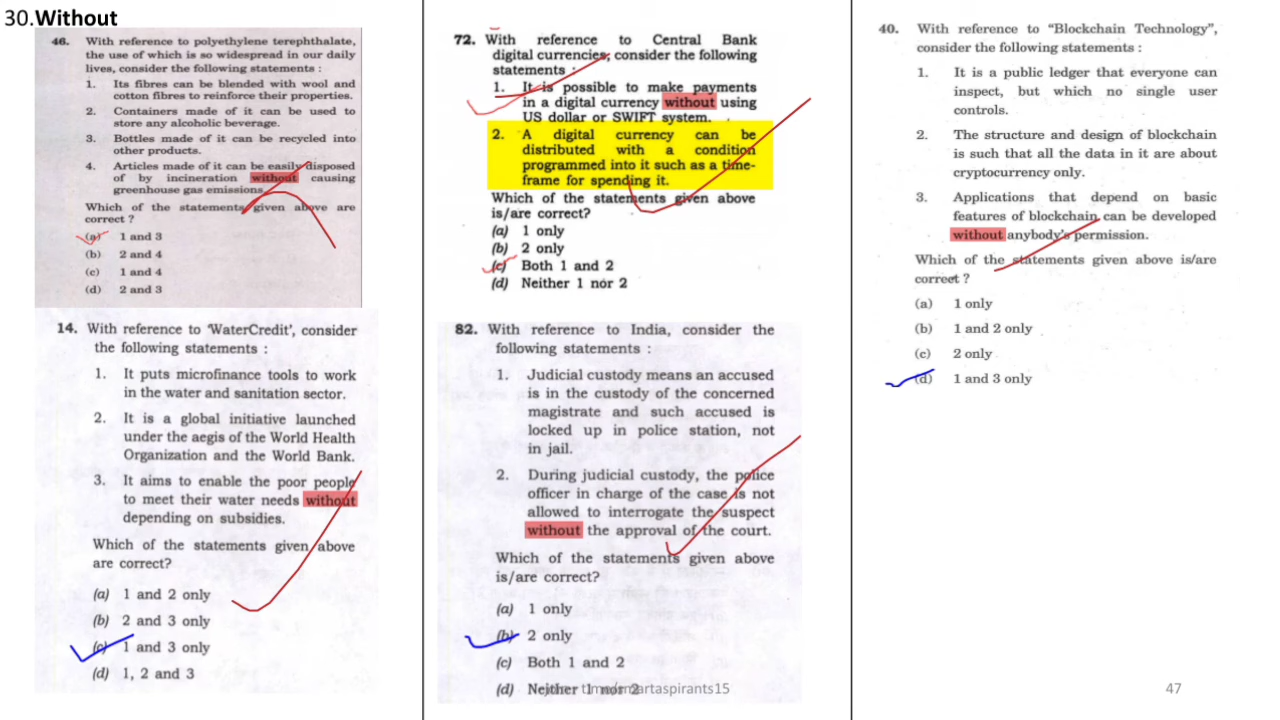 30.Without
46. With reference to polyethylene terephthalate,
the use of which is so widespread in our daily
lives, consider the following statements :
1. Its fibres can be blended with wool and
cotton fibres to reinforce their properties.
2. Containers made of it can be used to
store any alcoholic beverage.
3. Bottles made of it can be recycled into
other products.
4. Articles made of it can be easily disposed
of by incineration without causing
greenhouse gas emissions.
Which of the statements given above are
correct ?
(a) 1 and 3
(b) 2 and 4
(c) 1 and 4
(d) 2 and 3
14. With reference to 'WaterCredit', consider
the following statements :
1. It puts microfinance tools to work
in the water and sanitation sector.
2. It is a global initiative launched
under the aegis of the World Health
Organization and the World Bank.
3. It aims to enable the poor people
to meet their water needs without
depending on subsidies.
Which of the statements given above
are correct?
(a) 1 and 2 only
(b) 2 and 3 only
(c) 1 and 3 only
(d) 1, 2 and 3
72. With reference to Central Bank
digital currencies, consider the following
statements :
1. It is possible to make payments
in a digital currency without using
US dollar or SWIFT system.
2. A digital currency can be
distributed with a condition
programmed into it such as a time-
frame for spending it.
Which of the statements given above
is/are correct?
(a) 1 only
(b) 2 only
(c) Both 1 and 2
(d) Neither 1 nor 2
82. With reference to India, consider the
following statements :
1. Judicial custody means an accused
is in the custody of the concerned
magistrate and such accused is
locked up in police station, not
in jail.
2. During judicial custody, the police
officer in charge of the case is not
allowed to interrogate the suspect
without the approval of the court.
Which of the statements given above
is/are correct?
(a) 1 only
(b) 2 only
(c) Both 1 and 2
(d) Neither 1 nor 2
40. With reference to "Blockchain Technology",
consider the following statements :
1. It is a public ledger that everyone can
inspect, but which no single user
controls.
2. The structure and design of blockchain
is such that all the data in it are about
cryptocurrency only.
3. Applications that depend on basic
features of blockchain can be developed
without anybody's permission.
Which of the statements given above is/are
correct ?
(a) 1 only
(b) 1 and 2 only
(c) 2 only
(d) 1 and 3 only
47